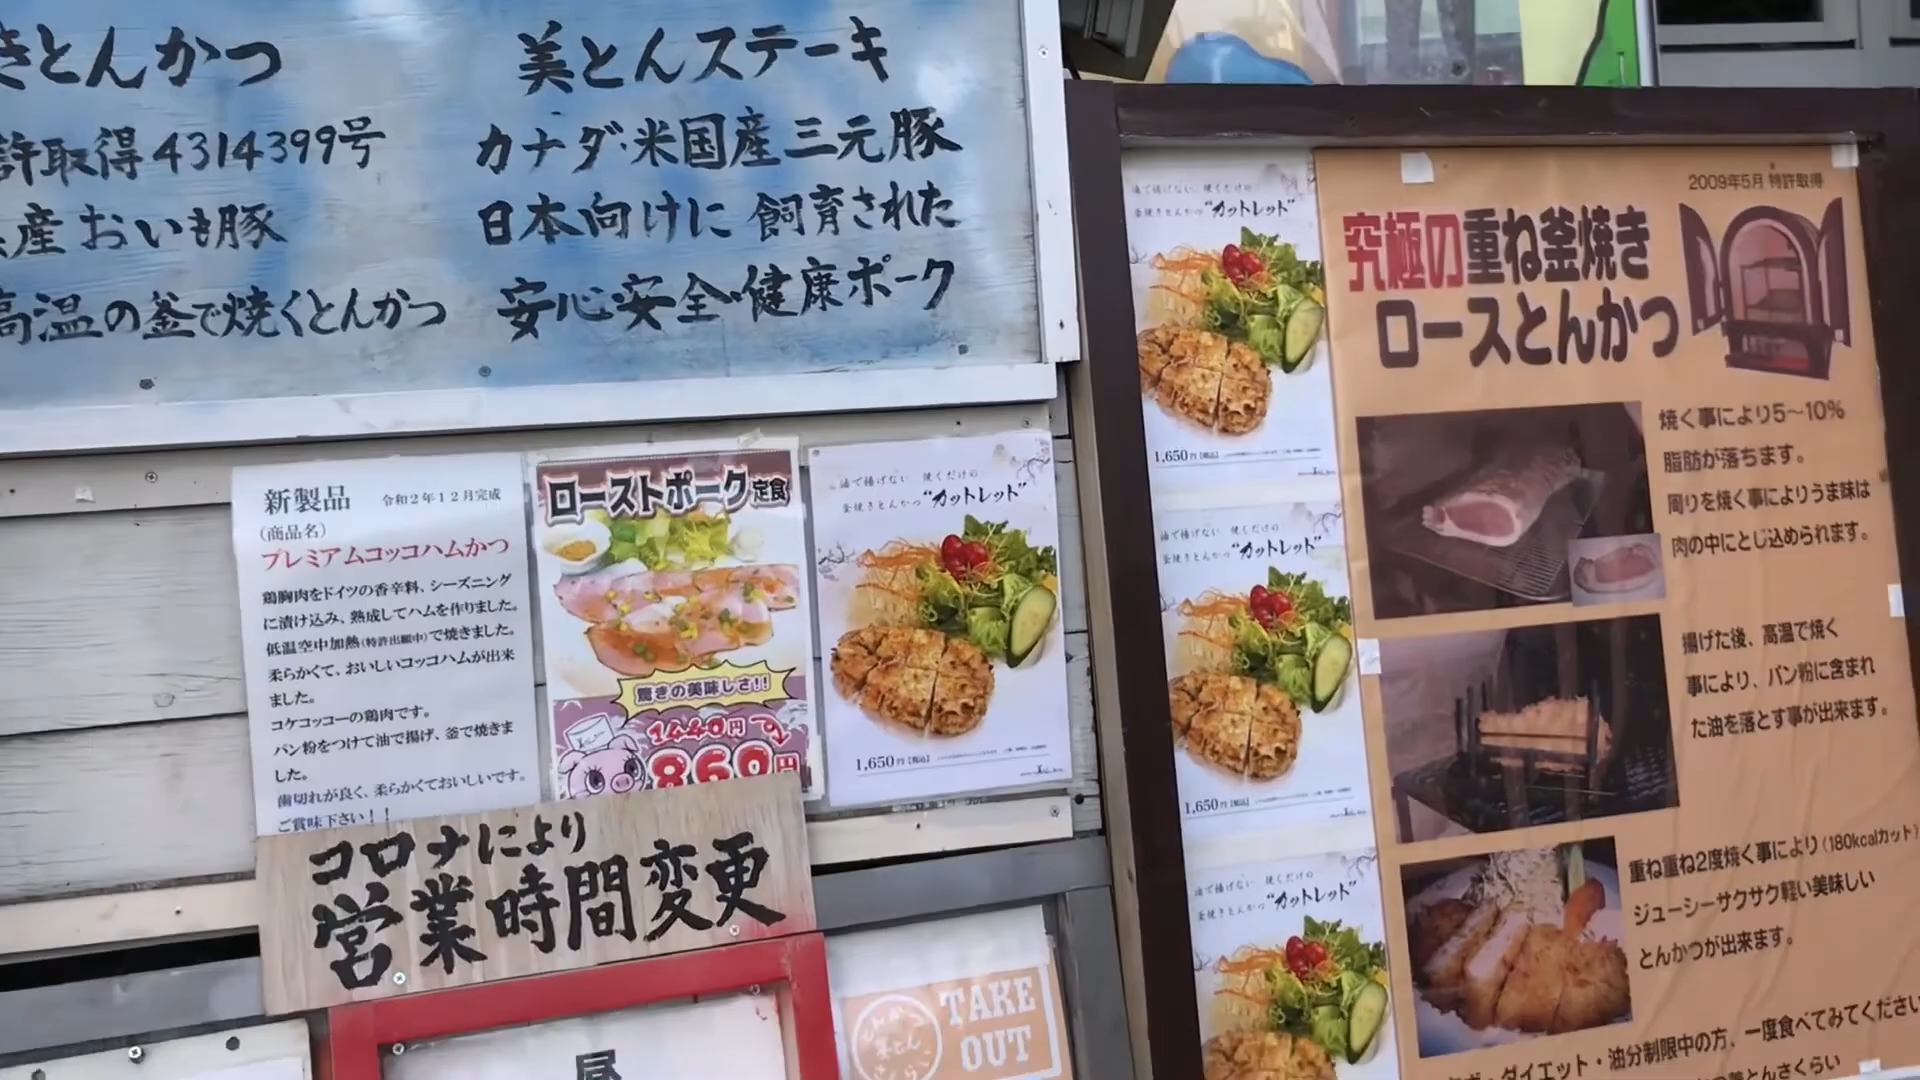 きとんかつ
許取得4314399号
産おいも豚
高温の釜で焼くとんかつ
美とんステーキ
カナダ・米国産三元豚
日本向けに飼育された
安心安全・健康ポーク
新製品 令和2年12月完成
(商品名)
プレミアムコッコハムかつ
鶏胸肉をドイツの香辛料、シーズニング
に漬け込み、熟成してハムを作りました。
低温空中加熱(特許出願中)で焼きました。
柔らかくて、おいしいコッコハムが出来
ました。
コケコッコーの鶏肉です。
パン粉をつけて油で揚げ、釜で焼きま
した。
歯切れが良く、柔らかくておいしいです。
ご賞味下さい!!
ローストポーク定食
驚きの美味しさ!!
1440円
860円
油で揚げない 焼くだけの
釜焼きとんかつ"カットレット"
1,650円【税込】
コロナにより
営業時間変更
昼
TAKE
OUT
油で揚げない 焼くだけの
釜焼きとんかつ"カットレット"
1,650円【税込】
油で揚げない 焼くだけの
釜焼きとんかつ"カットレット"
1,650円【税込】
油で揚げない 焼くだけの
釜焼きとんかつ"カットレット"
2009年5月 特許取得
究極の重ね釜焼き
ロースとんかつ
焼く事により5〜10%
脂肪が落ちます。
周りを焼く事によりうま味は
肉の中にとじ込められます。
揚げた後、高温で焼く
事により、パン粉に含まれ
た油を落とす事が出来ます。
重ね重ね2度焼く事により(180kcalカット)
ジューシーサクサク軽い美味しい
とんかつが出来ます。
ダイエット・油分制限中の方、一度食べてみてください
美とんさくらい